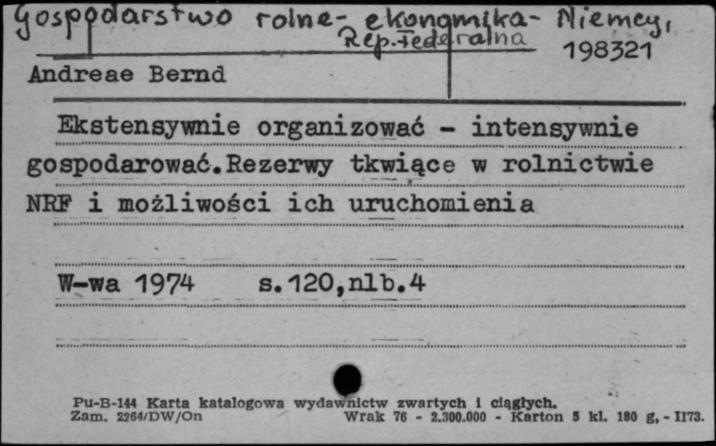 Gospodarstwo rolne - ekonomika - Niemcy,
Rep. Federalna
198321
Andreae Bernd
Ekstensywnie organizować - intensywnie
gospodarować.Rezerwy tkwiące w rolnictwie
NRF i możliwości ich uruchomienia
W-wa 1974 s.120,nlb.4
Pu-B-144 Karta katalogowa wydawnictw zwartych i ciągłych.
Zam. 2264/DW/On Wrak 76 - 2.300.000 - Karton 5 kl. 180 g, - II73.